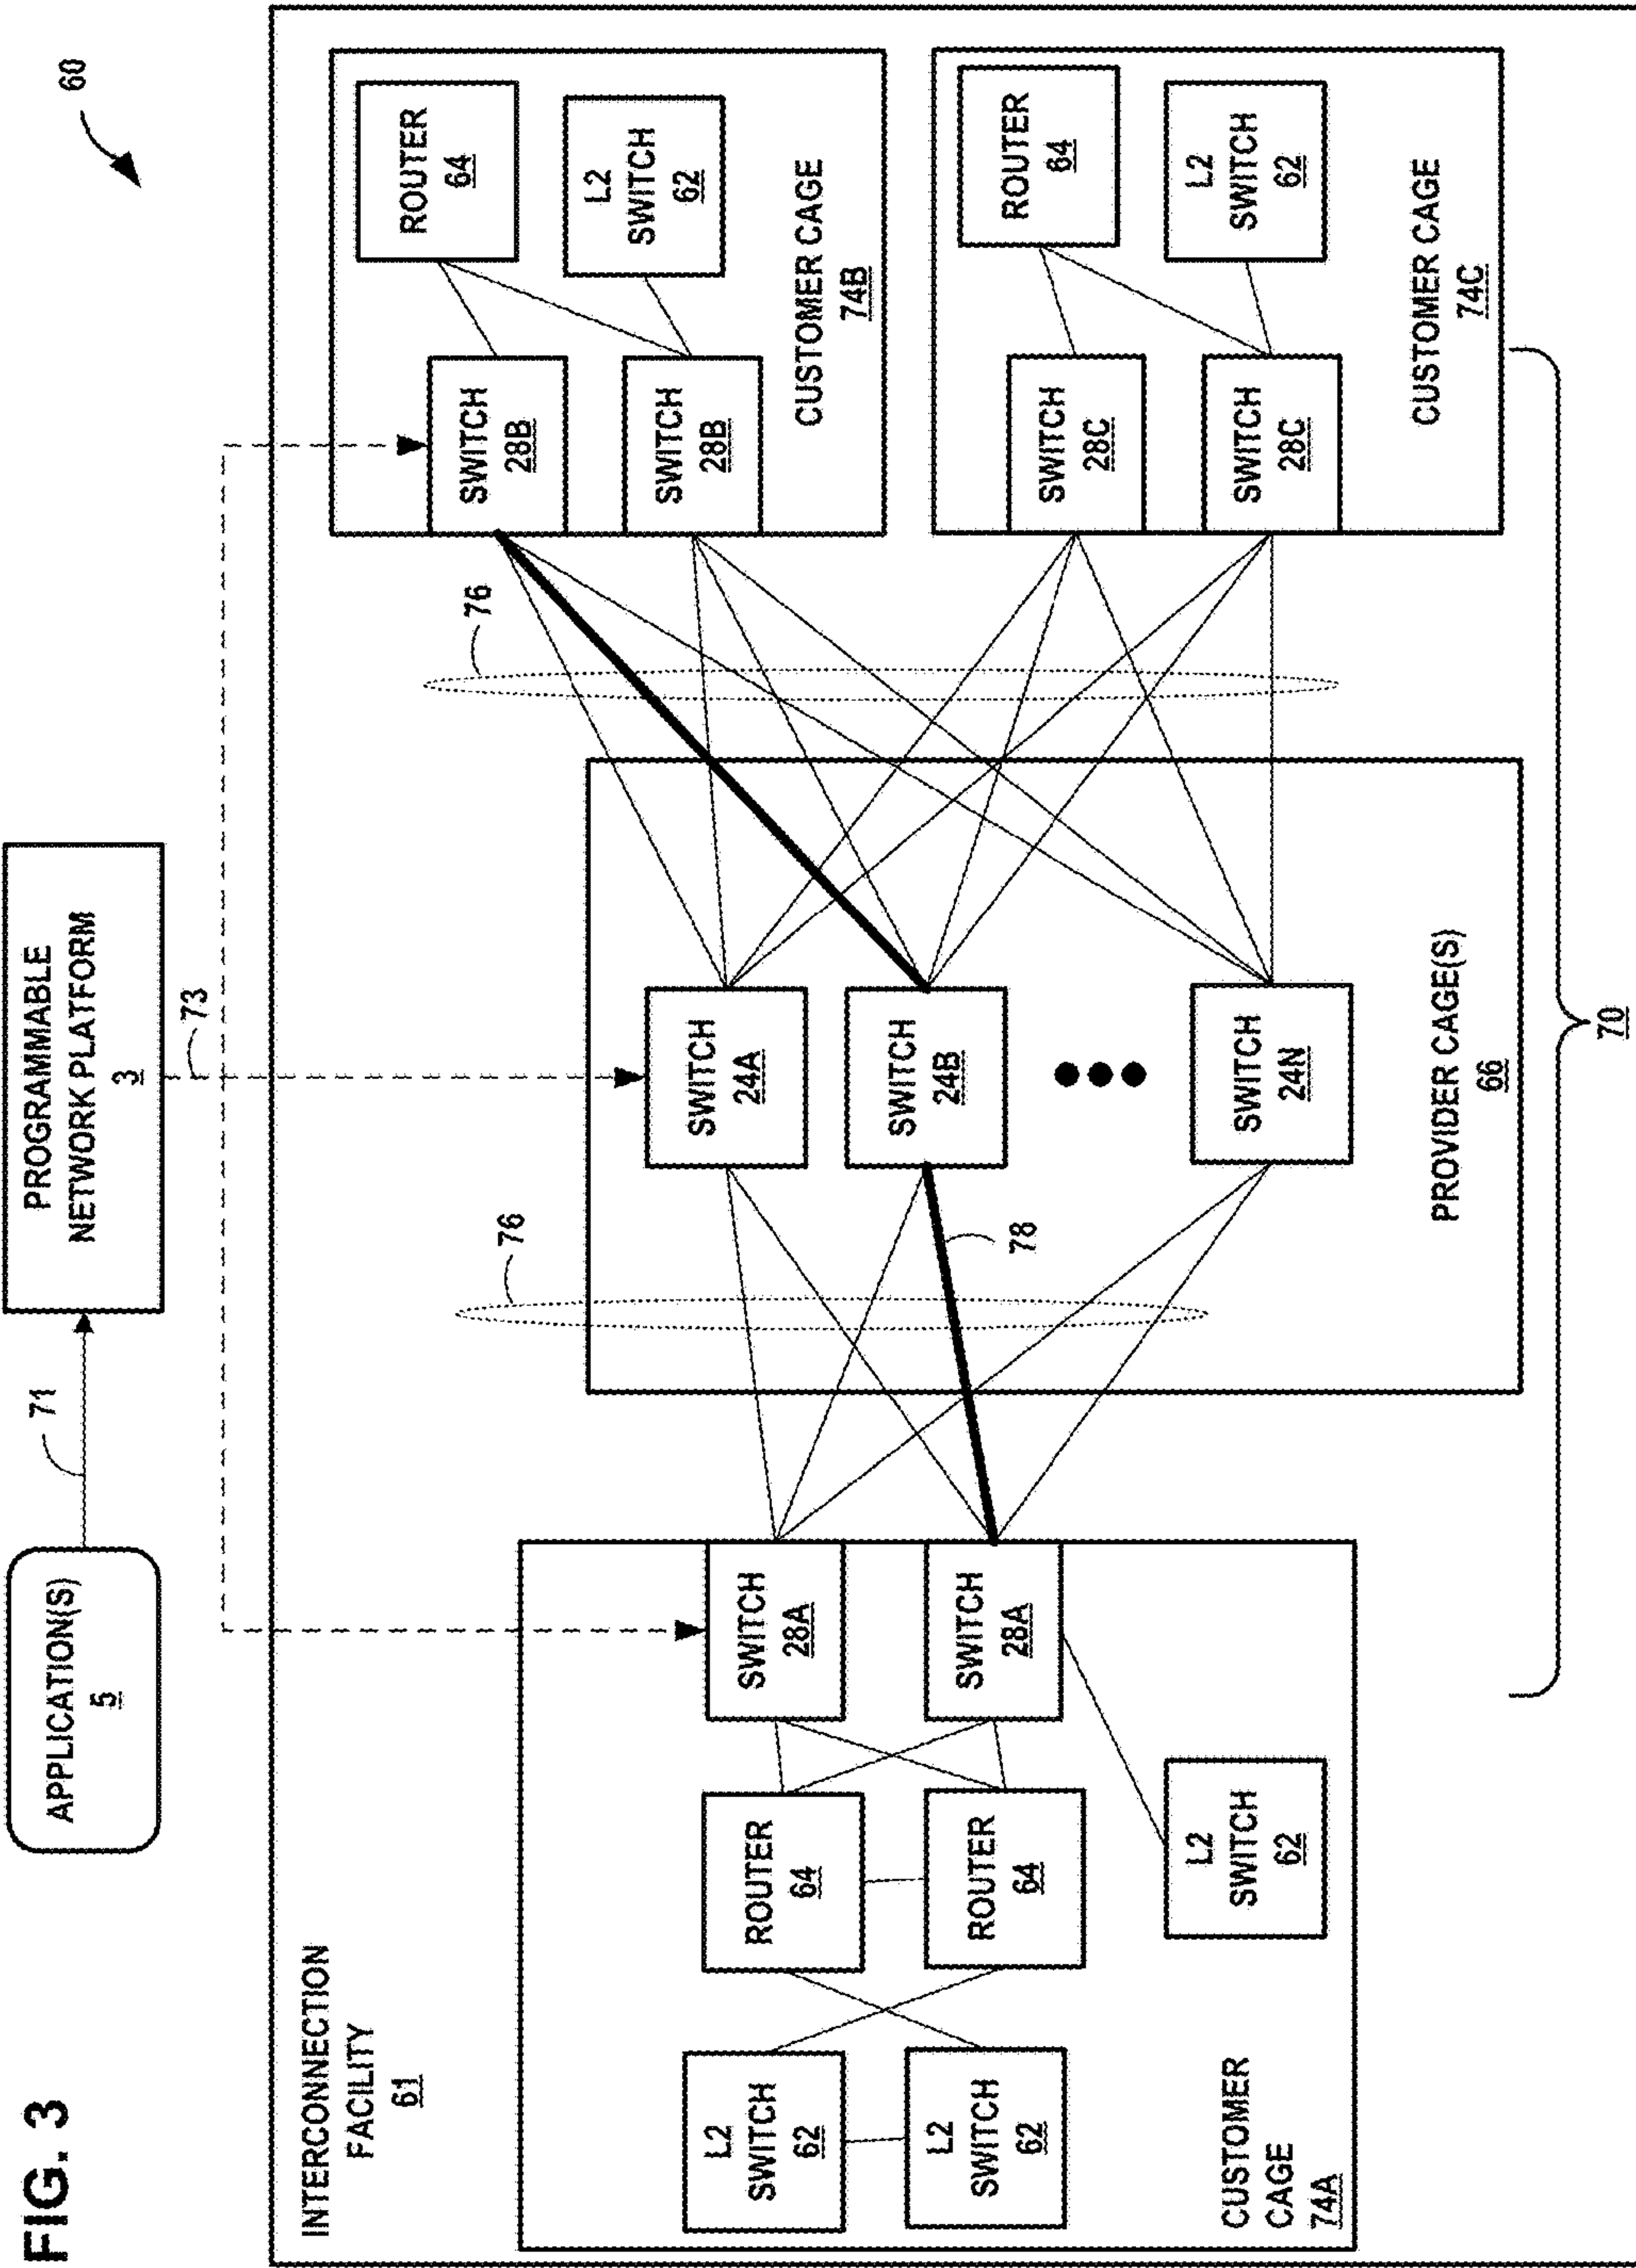 FIG. 3
60
APPLICATION(S)
5
71
PROGRAMMABLE
NETWORK PLATFORM
3
73
INTERCONNECTION
FACILITY
61
L2
SWITCH
62
L2
SWITCH
62
ROUTER
64
ROUTER
64
L2
SWITCH
62
SWITCH
28A
SWITCH
28A
CUSTOMER
CAGE
74A
76
78
SWITCH
24A
SWITCH
24B
SWITCH
24N
PROVIDER CAGE(S)
66
76
SWITCH
28B
SWITCH
28B
ROUTER
64
L2
SWITCH
62
CUSTOMER CAGE
74B
SWITCH
28C
SWITCH
28C
ROUTER
64
L2
SWITCH
62
CUSTOMER CAGE
74C
70